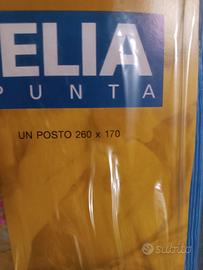 ELIA
PUNTA
UN POSTO 260 x 170
subito